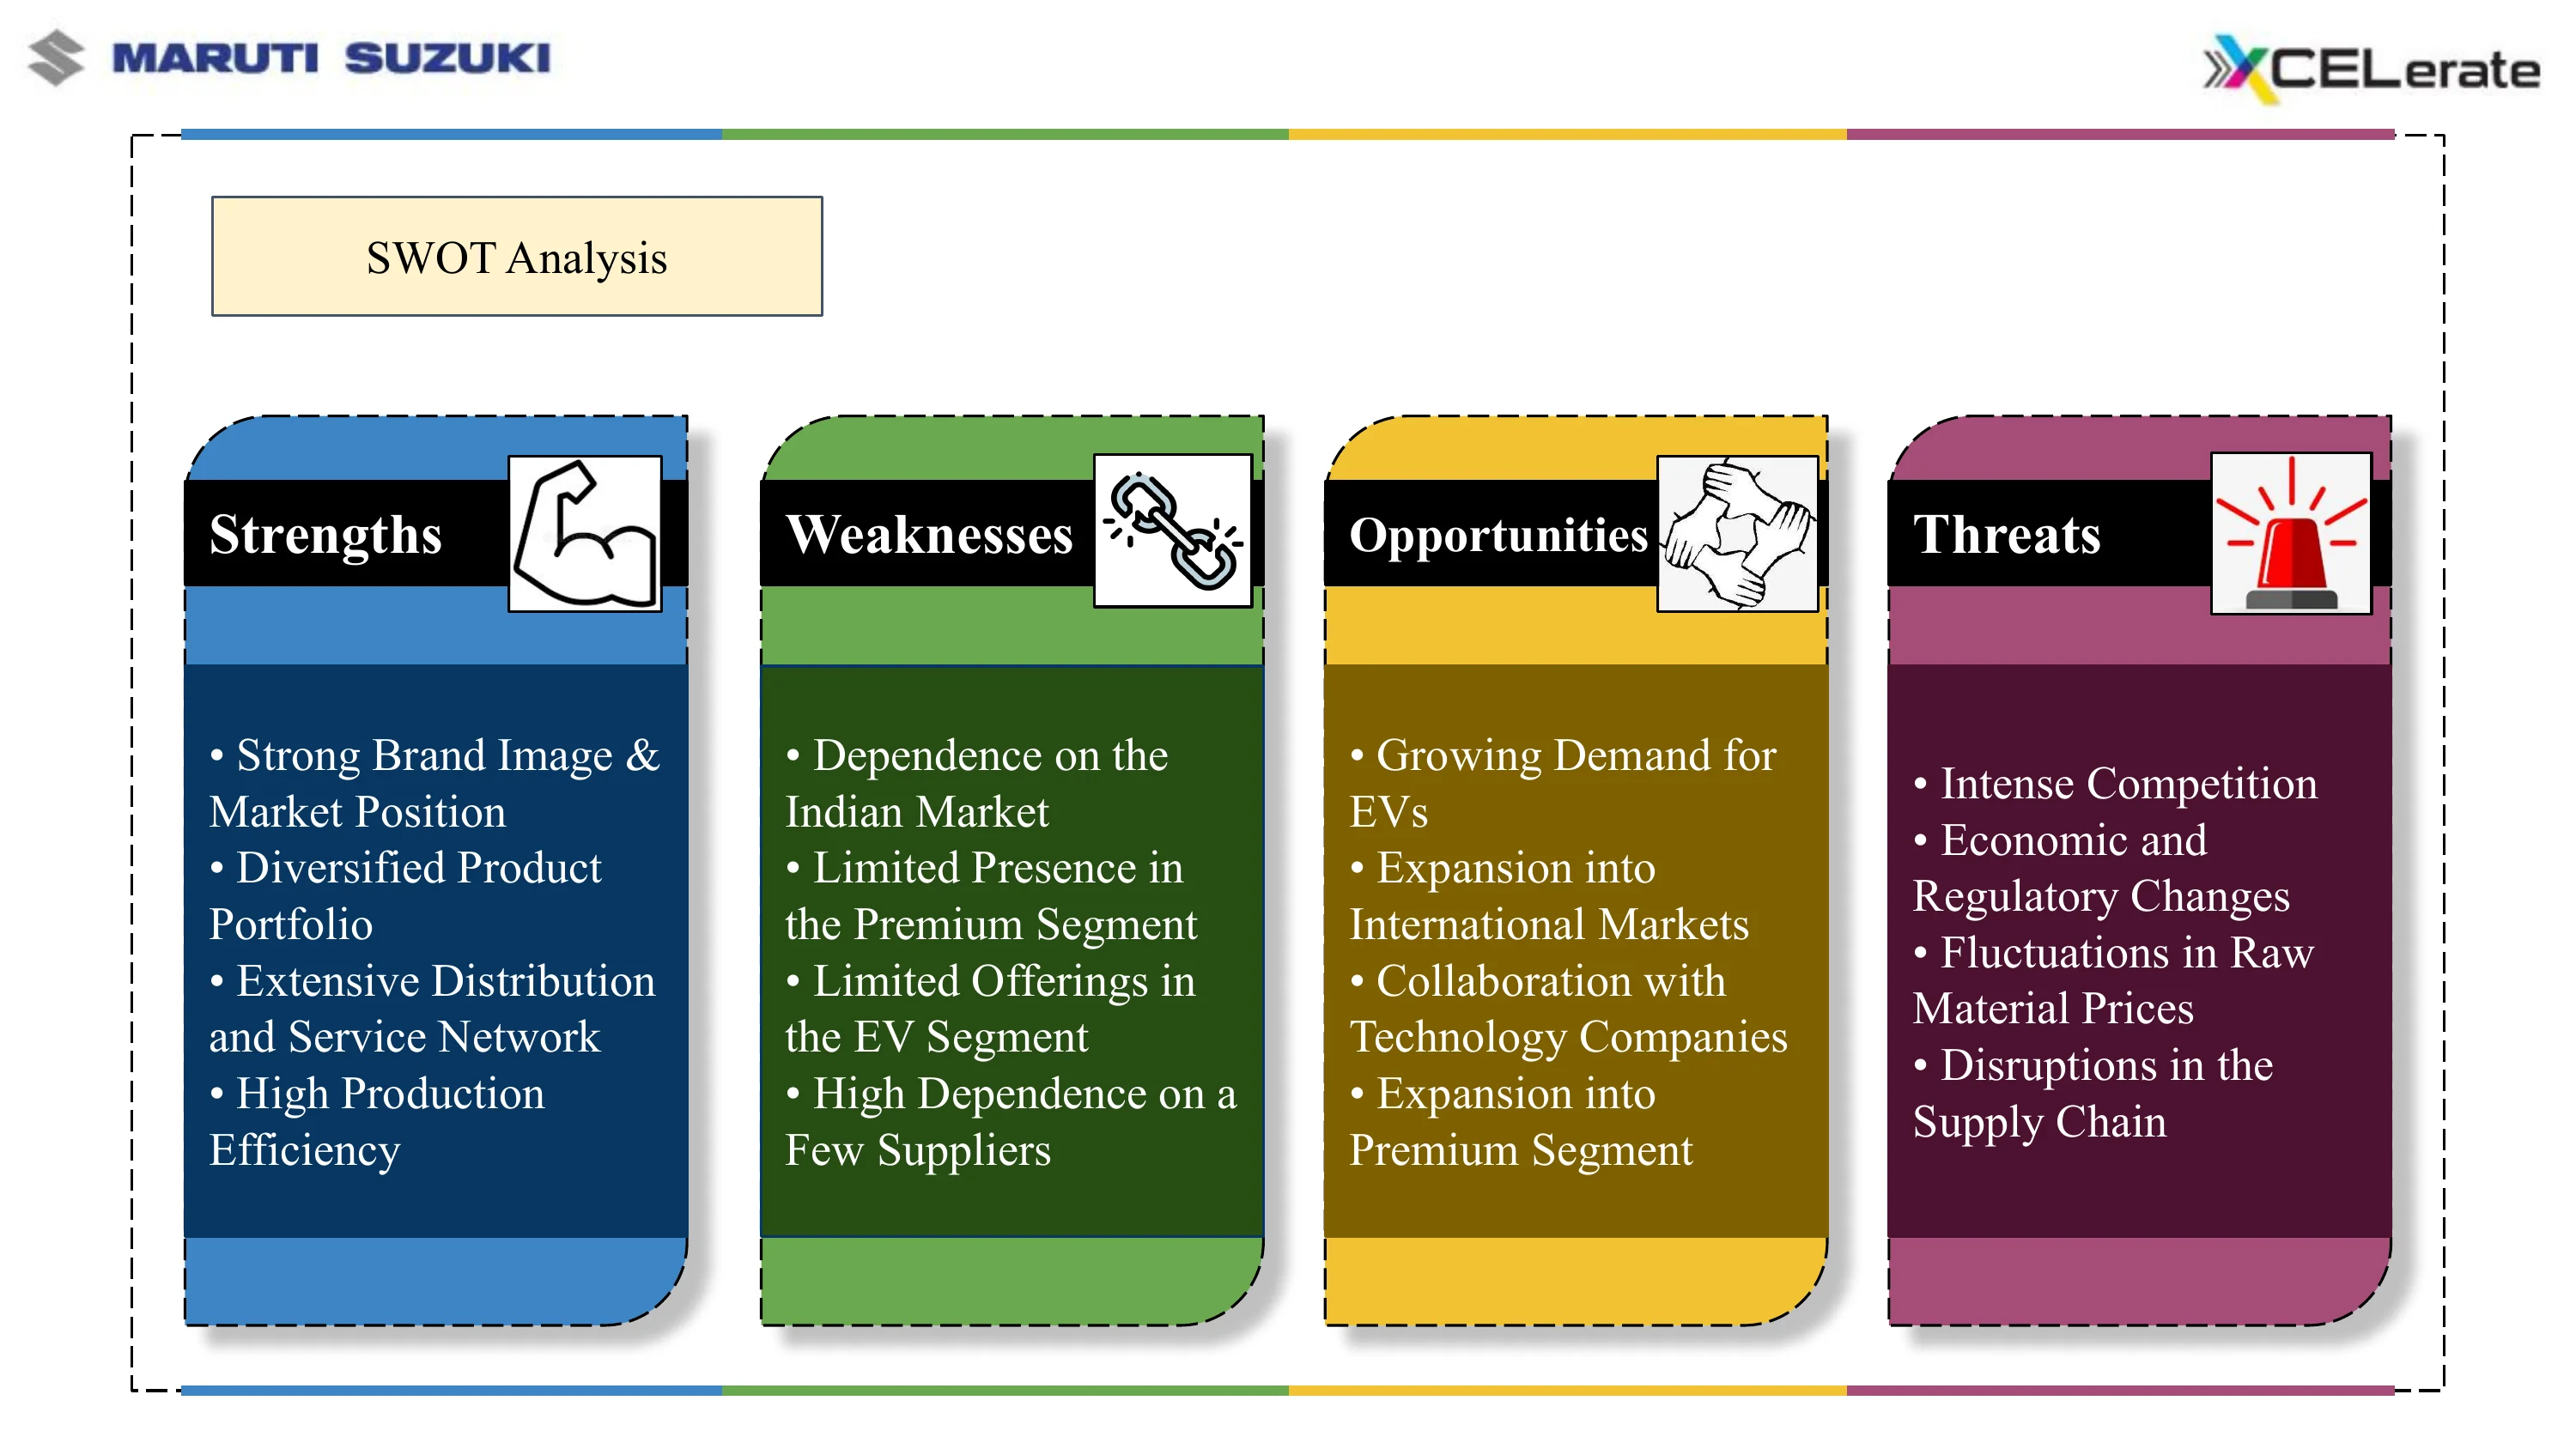 MARUTI SUZUKI
XCELerate
SWOT Analysis
Strengths
• Strong Brand Image &
Market Position
• Diversified Product
Portfolio
• Extensive Distribution
and Service Network
• High Production
Efficiency
Weaknesses
• Dependence on the
Indian Market
• Limited Presence in
the Premium Segment
• Limited Offerings in
the EV Segment
• High Dependence on a
Few Suppliers
Opportunities
• Growing Demand for
EVs
• Expansion into
International Markets
• Collaboration with
Technology Companies
• Expansion into
Premium Segment
Threats
• Intense Competition
• Economic and
Regulatory Changes
• Fluctuations in Raw
Material Prices
• Disruptions in the
Supply Chain